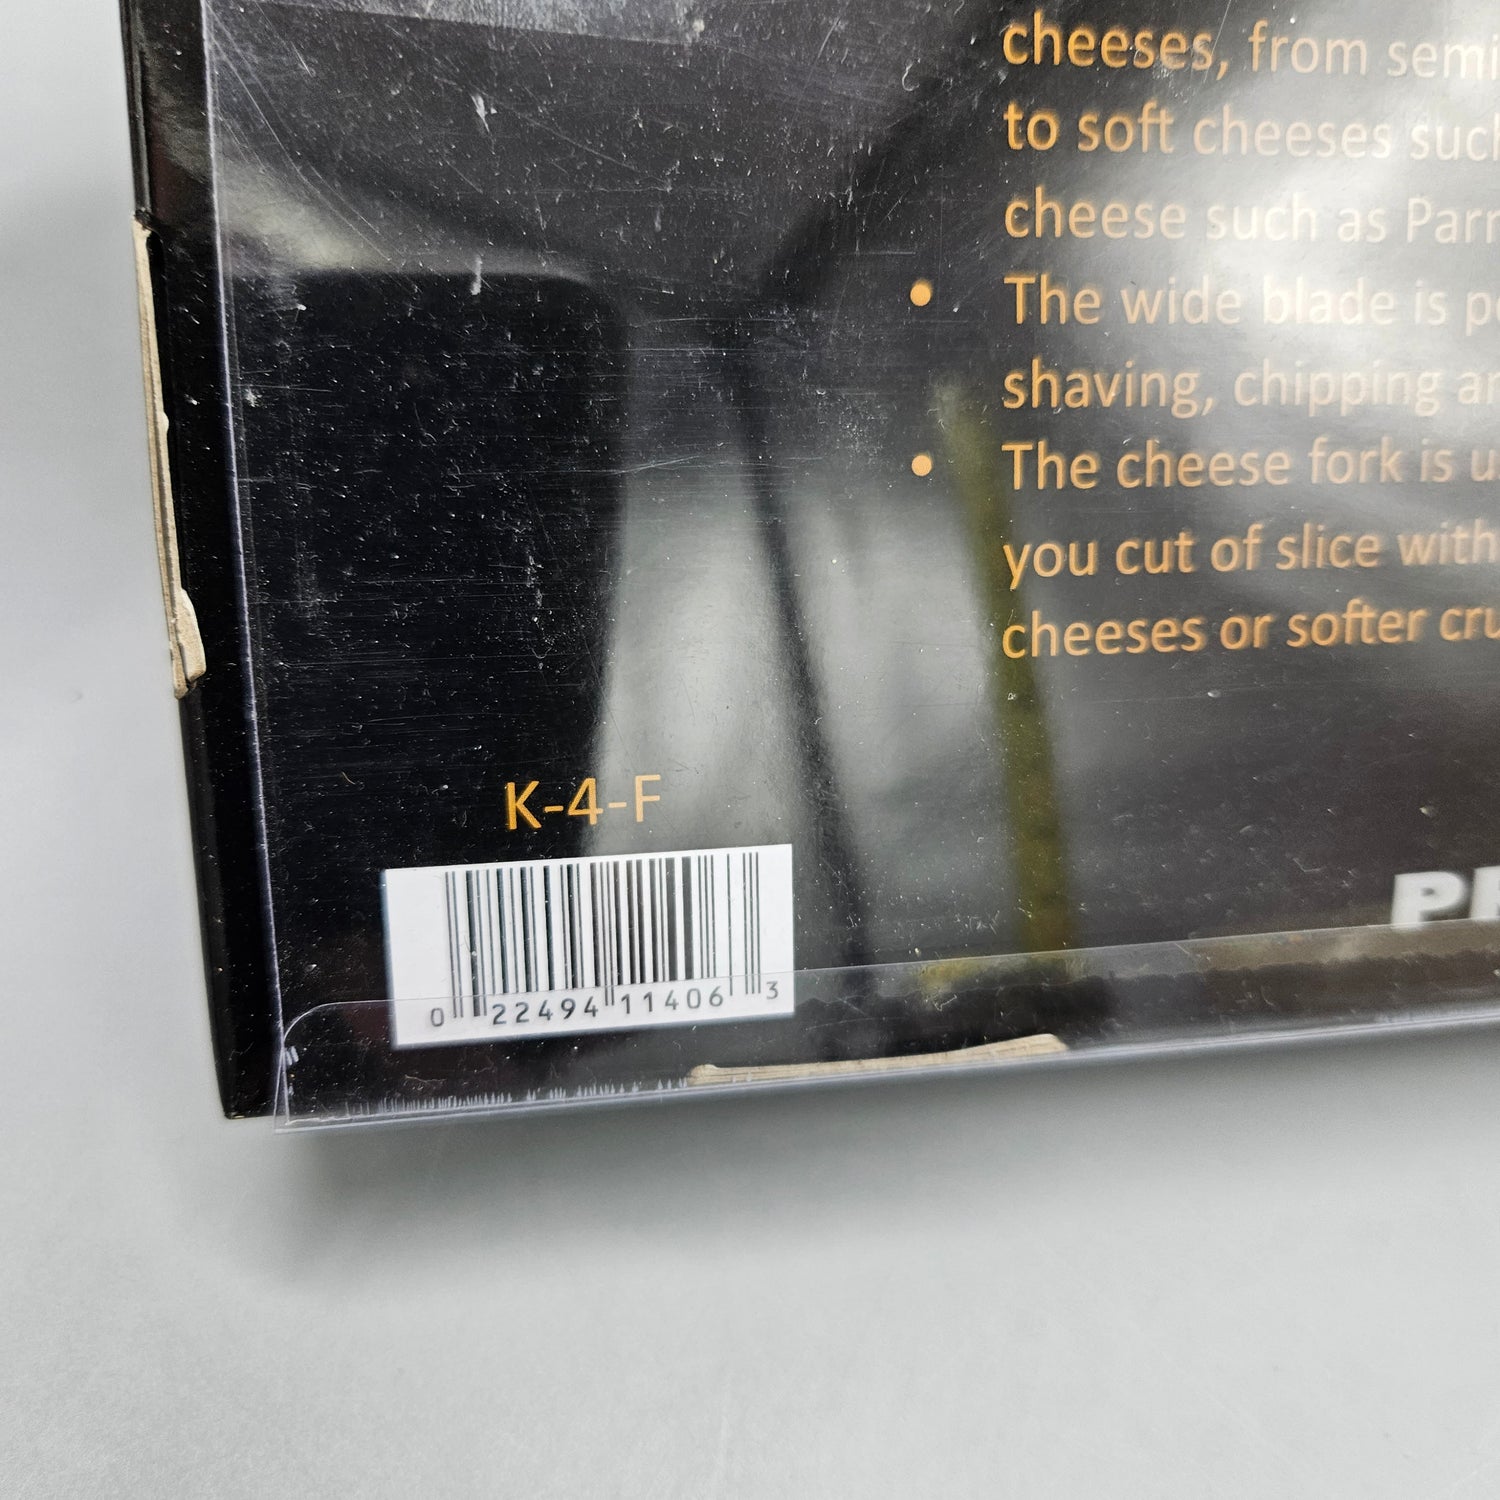 cheeses, from semi
to soft cheeses such
cheese such as Parm
• The wide blade is
shaving, chipping
• The cheese fork is
you cut of slice with
cheeses or softer
K-4-F
0 22494 11406 3